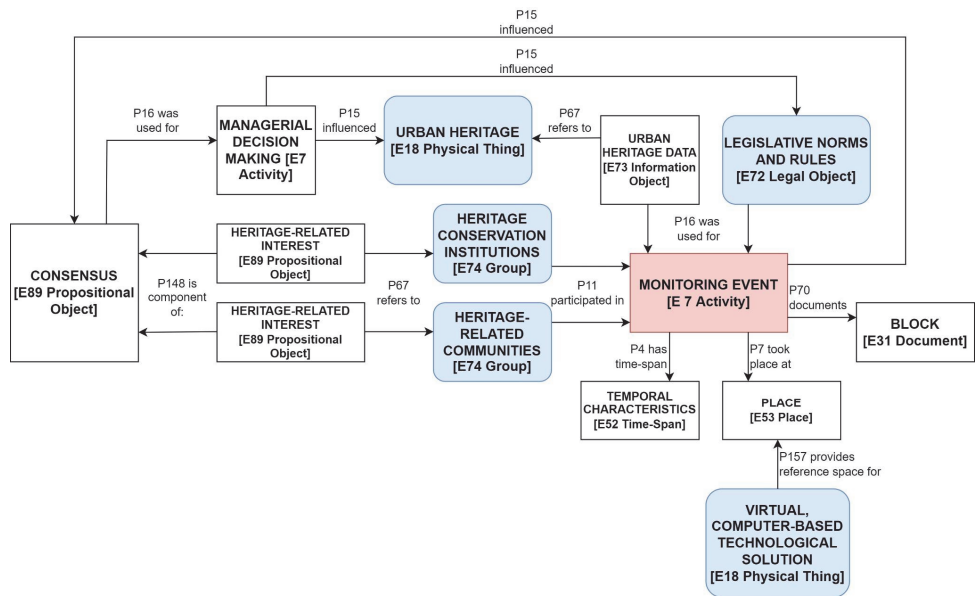 P15
influenced
P15
influenced
P16 was
used for
MANAGERIAL
DECISION
MAKING [E7
Activity]
P15
influenced
URBAN HERITAGE
[E18 Physical Thing]
P67
refers to
URBAN
HERITAGE DATA
[E73 Information
Object]
LEGISLATIVE NORMS
AND RULES
[E72 Legal Object]
P16 was
used for
CONSENSUS
[E89 Propositional
Object]
P148 is
component
of:
HERITAGE-RELATED
INTEREST
[E89 Propositional
Object]
HERITAGE-RELATED
INTEREST
[E89 Propositional
Object]
P67
refers to
HERITAGE
CONSERVATION
INSTITUTIONS
[E74 Group]
HERITAGE-
RELATED
COMMUNITIES
[E74 Group]
P11
participated in
MONITORING EVENT
[E 7 Activity]
P70
documents
BLOCK
[E31 Document]
P4 has
time-span
P7 took
place at
TEMPORAL
CHARACTERISTICS
[E52 Time-Span]
PLACE
[E53 Place]
P157 provides
reference space for
VIRTUAL,
COMPUTER-BASED
TECHNOLOGICAL
SOLUTION
[E18 Physical Thing]